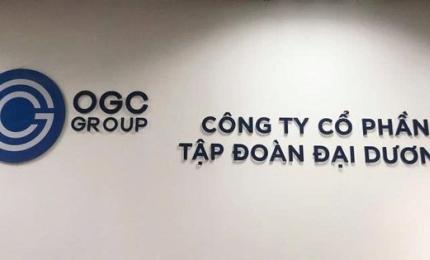 OGC
GROUP
CÔNG TY CỔ PHẦN
TẬP ĐOÀN ĐẠI DƯƠN